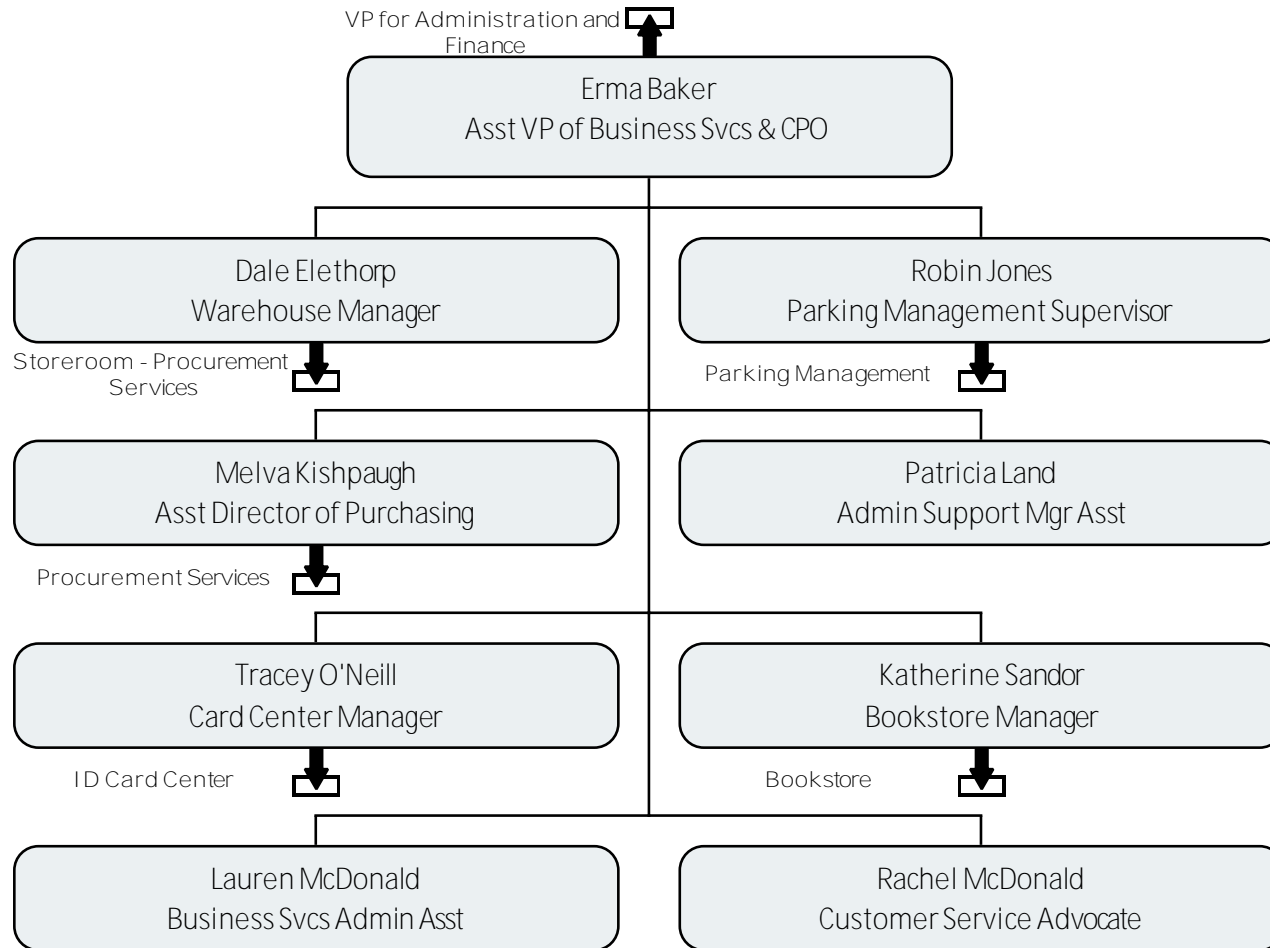 VP for Administration and
Finance
Erma Baker
Asst VP of Business Svcs & CPO
Dale Elethorp
Warehouse Manager
Robin Jones
Parking Management Supervisor
Storeroom - Procurement
Services
Parking Management
Melva Kishpaugh
Asst Director of Purchasing
Patricia Land
Admin Support Mgr Asst
Procurement Services
Tracey O'Neill
Card Center Manager
Katherine Sandor
Bookstore Manager
ID Card Center
Bookstore
Lauren McDonald
Business Svcs Admin Asst
Rachel McDonald
Customer Service Advocate